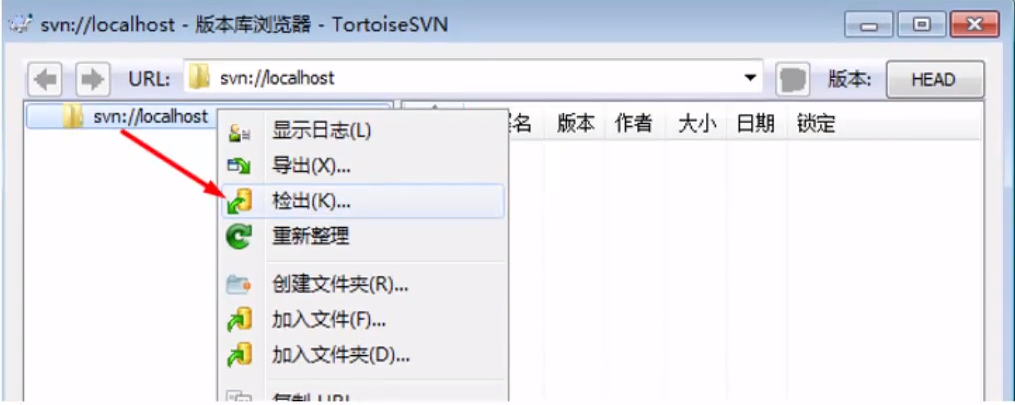 svn://localhost - 版本库浏览器 - TortoiseSVN
URL: svn://localhost 版本: HEAD
svn://localhost
名 版本 作者 大小 日期 锁定
显示日志(L)
导出(X)...
检出(K)...
重新整理
创建文件夹(R)...
加入文件(F)...
加入文件夹(D)...